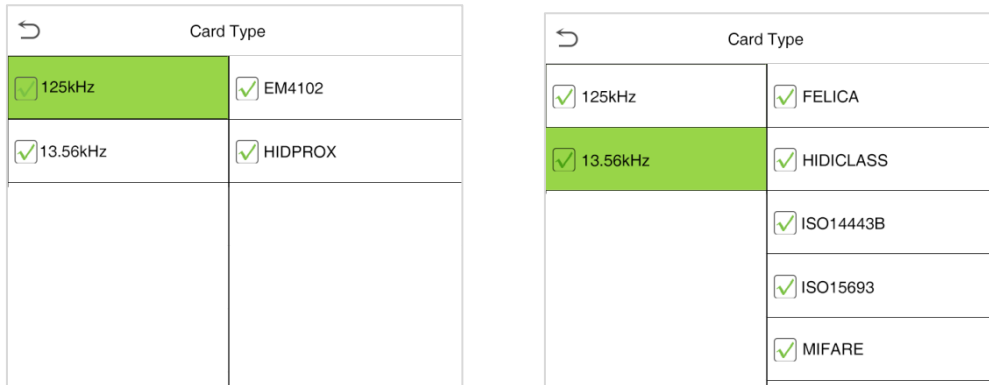 Card Type
125kHz
EM4102
13.56kHz
HIDPROX
Card Type
125kHz
FELICA
13.56kHz
HIDICLASS
ISO14443B
ISO15693
MIFARE